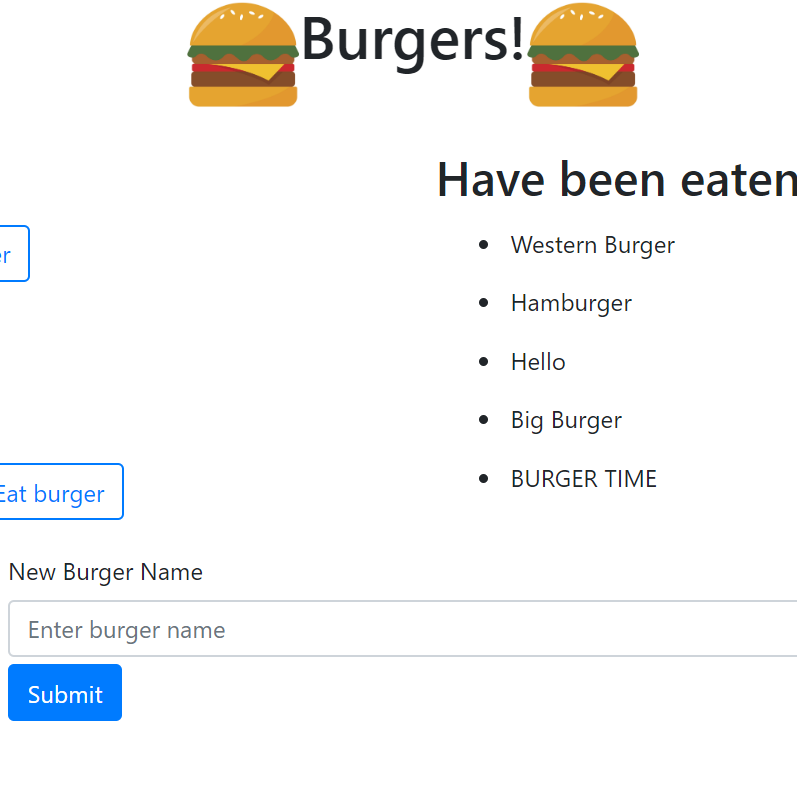 Burgers!
Have been eaten
Western Burger
er
Hamburger
Hello
Big Burger
BURGER TIME
Eat burger
New Burger Name
Enter burger name
Submit